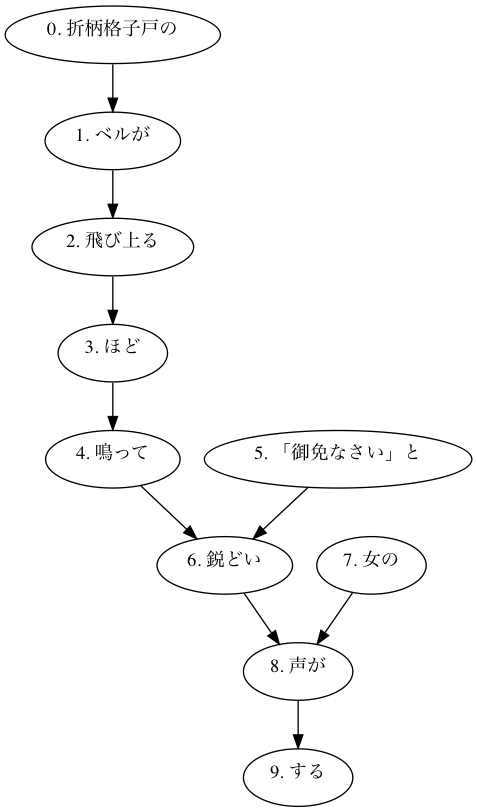 0. 折柄格子戸の
1. ベルが
2. 飛び上る
3. ほど
4. 鳴って
5. 「御免なさい」と
6. 鋭どい
7. 女の
8. 声が
9. する